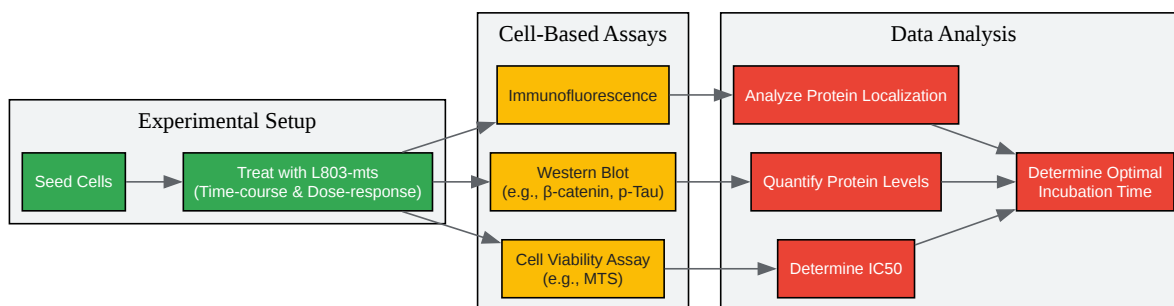 Experimental Setup
Seed Cells
Treat with L803-mts
(Time-course & Dose-response)
Cell-Based Assays
Immunofluorescence
Western Blot
(e.g., β-catenin, p-Tau)
Cell Viability Assay
(e.g., MTS)
Data Analysis
Analyze Protein Localization
Quantify Protein Levels
Determine IC50
Determine Optimal
Incubation Time